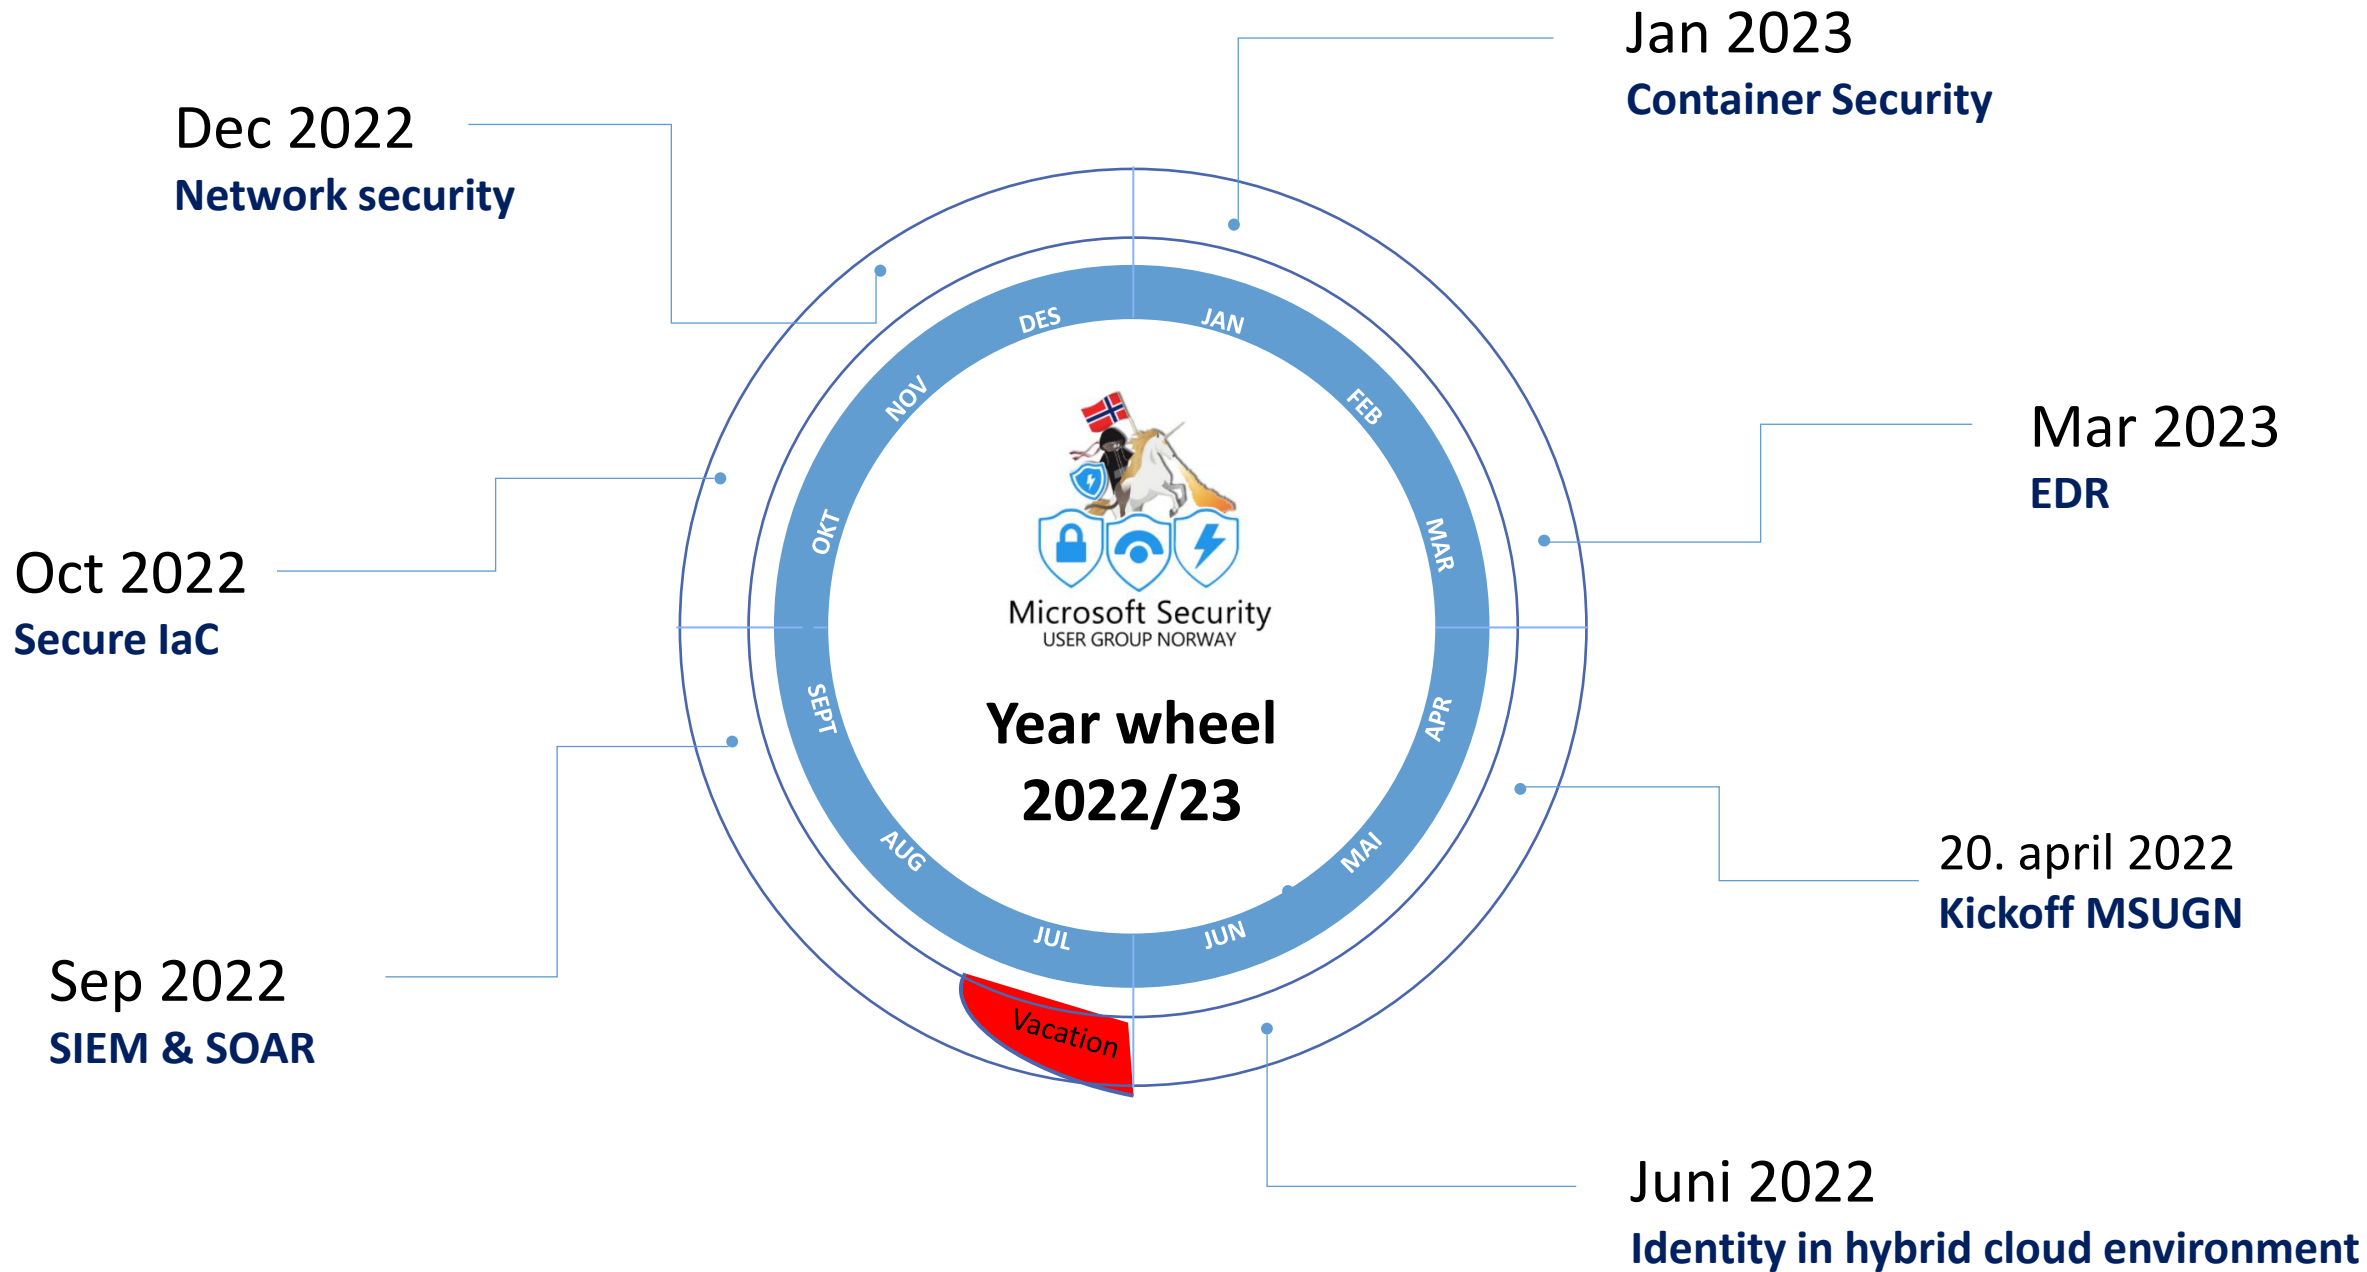 Jan 2023
Container Security
Dec 2022
Network security
DES
JAN
NOV
FEB
Mar 2023
EDR
OKT
MAR
Oct 2022
Secure IaC
Microsoft Security
USER GROUP NORWAY
SEPT
APR
Year wheel
2022/23
AUG
MAI
20. april 2022
Kickoff MSUGN
JUL
JUN
Sep 2022
SIEM & SOAR
Vacation
Juni 2022
Identity in hybrid cloud environment